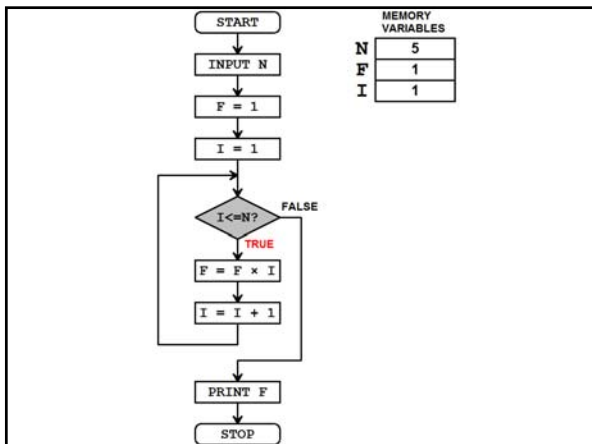 START
INPUT N
F = 1
I = 1
I<=N?
FALSE
TRUE
F = F × I
I = I + 1
PRINT F
STOP
MEMORY
VARIABLES
N 5
F 1
I 1